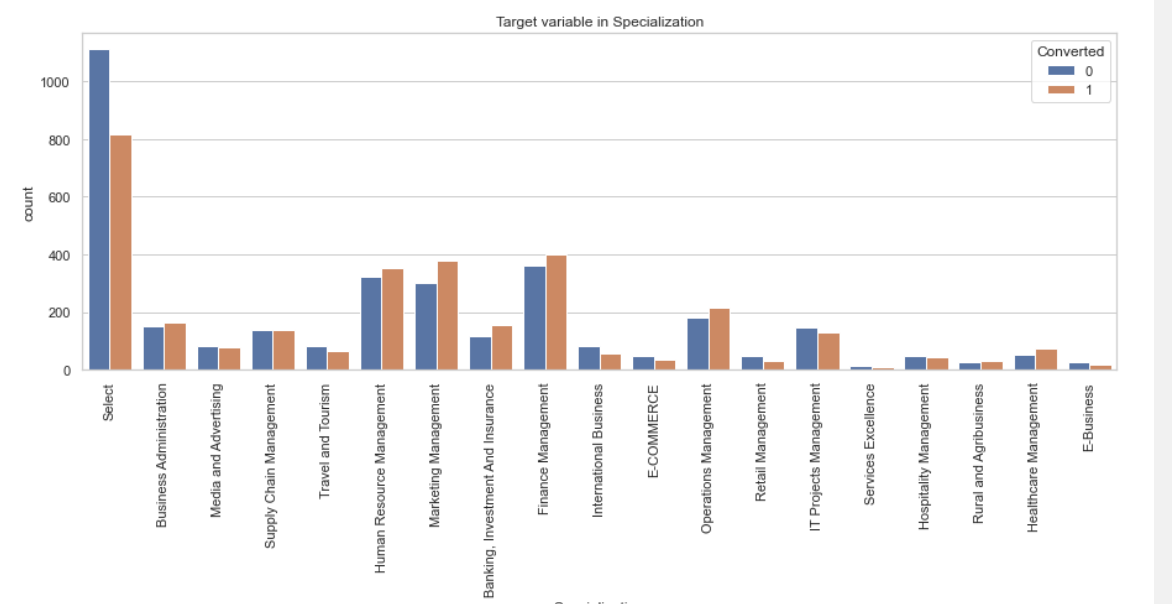 Target variable in Specialization
Converted
0
1
1000
800
600
400
200
0
count
Select
Business Administration
Media and Advertising
Supply Chain Management
Travel and Tourism
Human Resource Management
Marketing Management
Banking, Investment And Insurance
Finance Management
International Business
E-COMMERCE
Operations Management
Retail Management
IT Projects Management
Services Excellence
Hospitality Management
Rural and Agribusiness
Healthcare Management
E-Business